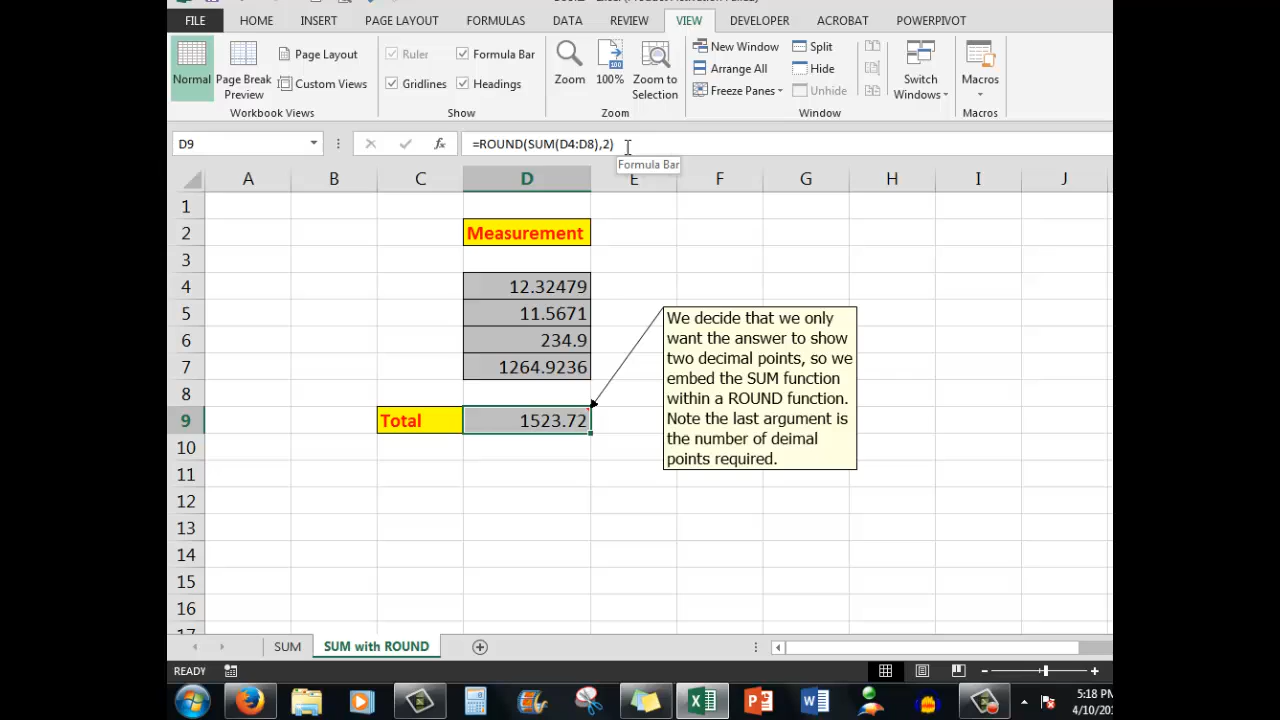 FILE HOME INSERT PAGE LAYOUT FORMULAS DATA REVIEW VIEW DEVELOPER ACROBAT POWERPIVOT
Normal
Page Break
Preview
Page Layout
Custom Views
Workbook Views
Ruler
Formula Bar
Gridlines
Headings
Show
Zoom
100
100%
Zoom to
Selection
Zoom
New Window
Arrange All
Freeze Panes
Split
Hide
Unhide
Switch
Windows
Window
Macros
Macros
D9
fx
=ROUND(SUM(D4:D8),2)
Formula Bar
A B C D E F G H I J
1
2 Measurement
3
4 12.32479
5 11.5671
6 234.9
7 1264.9236
8
9 Total 1523.72
10
11
12
13
14
15
16
17
We decide that we only
want the answer to show
two decimal points, so we
embed the SUM function
within a ROUND function.
Note the last argument is
the number of deimal
points required.
SUM
SUM with ROUND
READY
5:18 PM